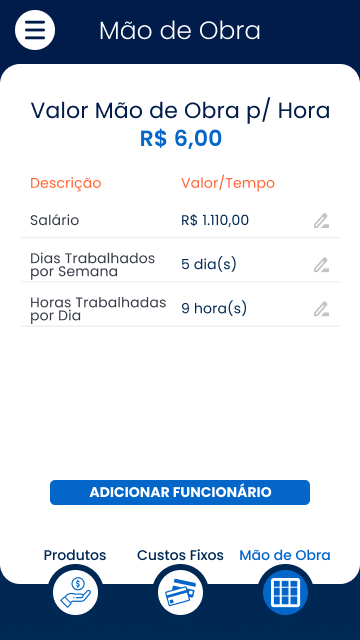 Mão de Obra
Valor Mão de Obra p/ Hora
R$ 6,00
Descrição Valor/Tempo
Salário R$ 1.110,00
Dias Trabalhados
por Semana
5 dia(s)
Horas Trabalhadas
por Dia
9 hora(s)
ADICIONAR FUNCIONÁRIO
Produtos Custos Fixos Mão de Obra